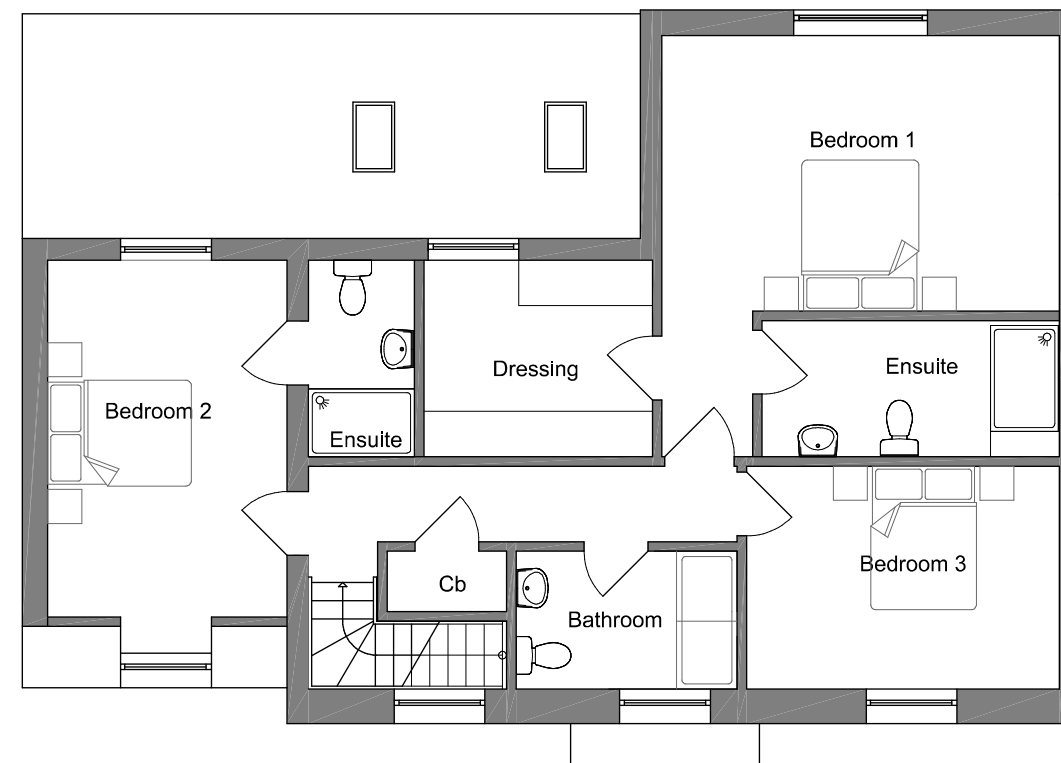 Bedroom 1
Dressing
Ensuite
Bedroom 2
Ensuite
Cb
Bedroom 3
Bathroom